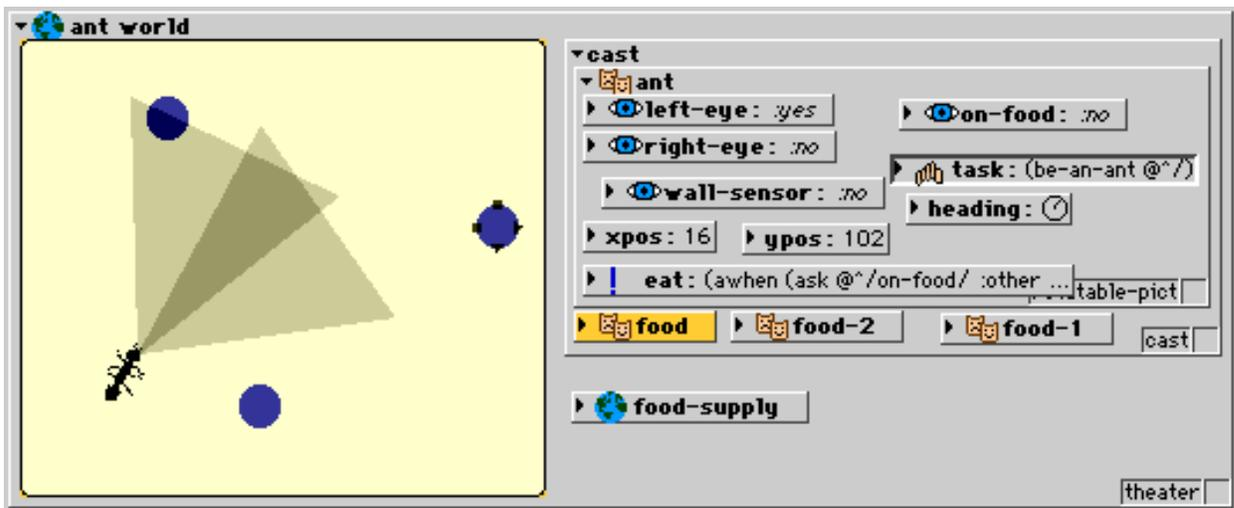 ant world
cast
ant
left-eye: :yes
on-food: :no
right-eye: :no
task: (be-an-ant @^/)
wall-sensor: :no
heading:
xpos: 16
ypos: 102
eat: (awhen (ask @^/on-food/ :other ...
table-pict
food
food-2
food-1
cast
food-supply
theater